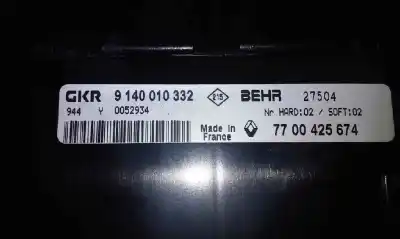 GKR 9 140 010 332 215 BEHR 27504
944 Y 0052934 Nr HARD:02 / SOFT:02
Made in
France 77 00 425 674